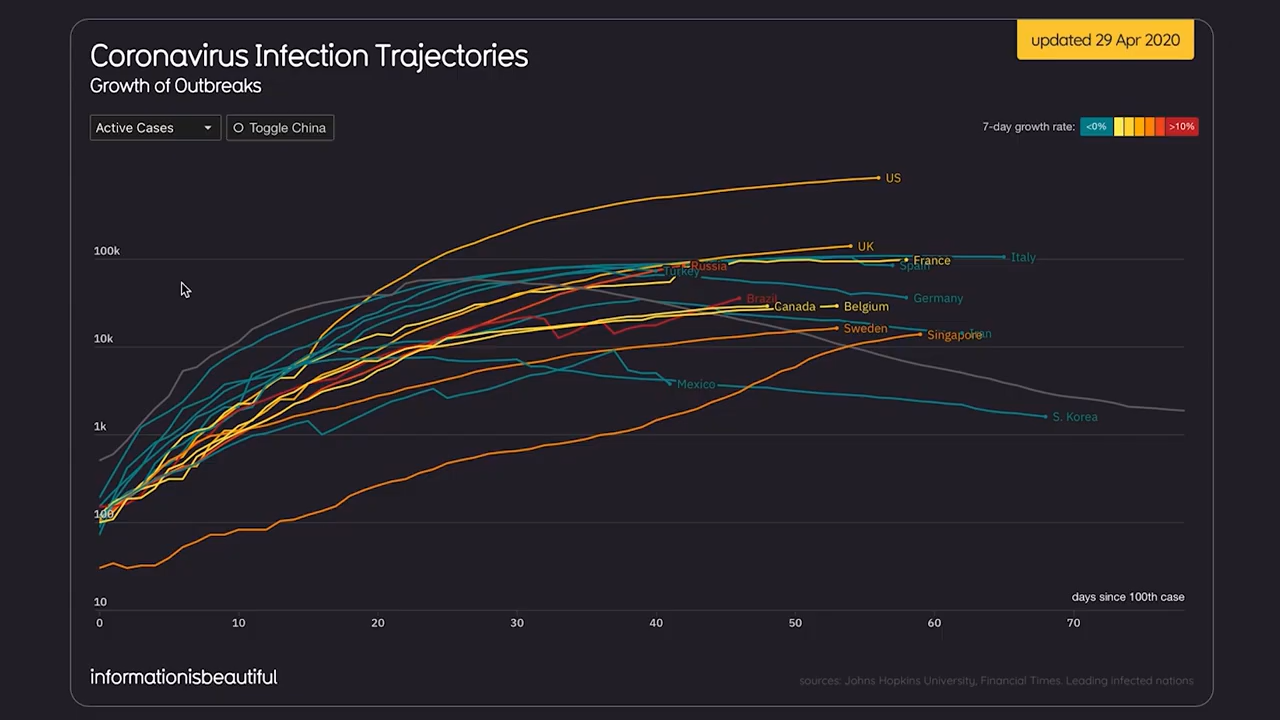 Coronavirus Infection Trajectories
updated 29 Apr 2020
Growth of Outbreaks
Active Cases
Toggle China
7-day growth rate: <0% >10%
US
100k
UK
Italy
France
Spain
Russia
Turkey
Germany
Brazil
Canada
Belgium
Sweden
Singapore
Iran
10k
Mexico
S. Korea
1k
100
10
days since 100th case
0 10 20 30 40 50 60 70
informationisbeautiful
sources: Johns Hopkins University, Financial Times. Leading infected nations